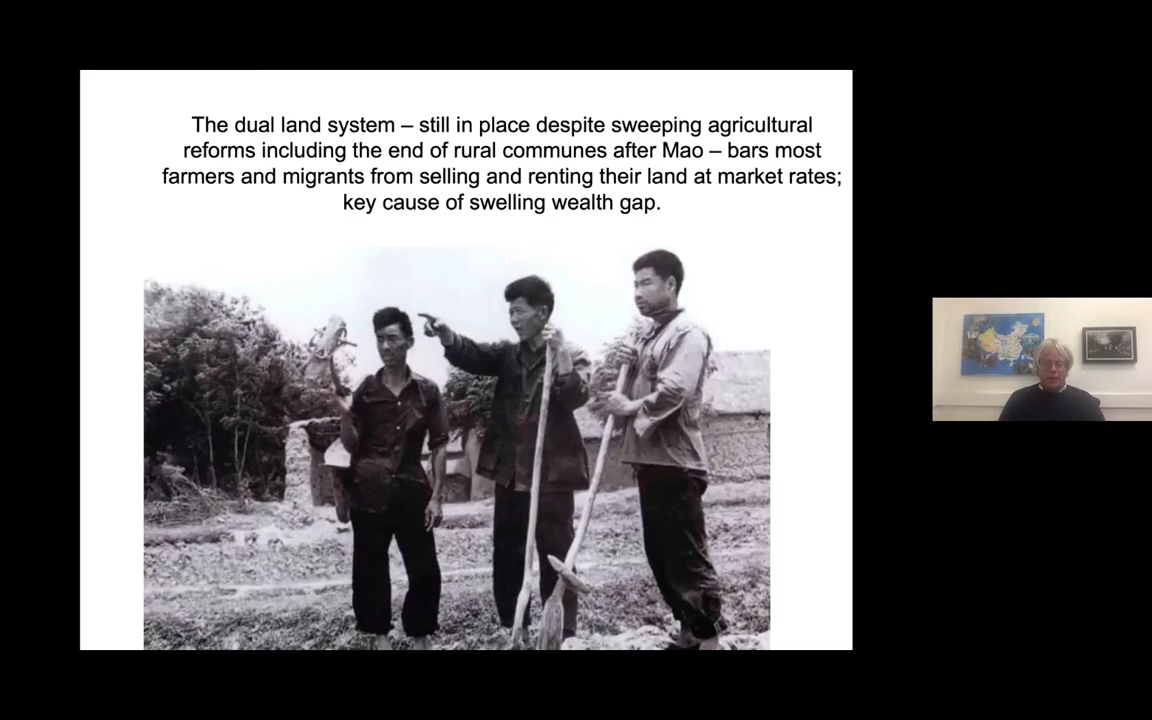 The dual land system – still in place despite sweeping agricultural
reforms including the end of rural communes after Mao – bars most
farmers and migrants from selling and renting their land at market rates;
key cause of swelling wealth gap.